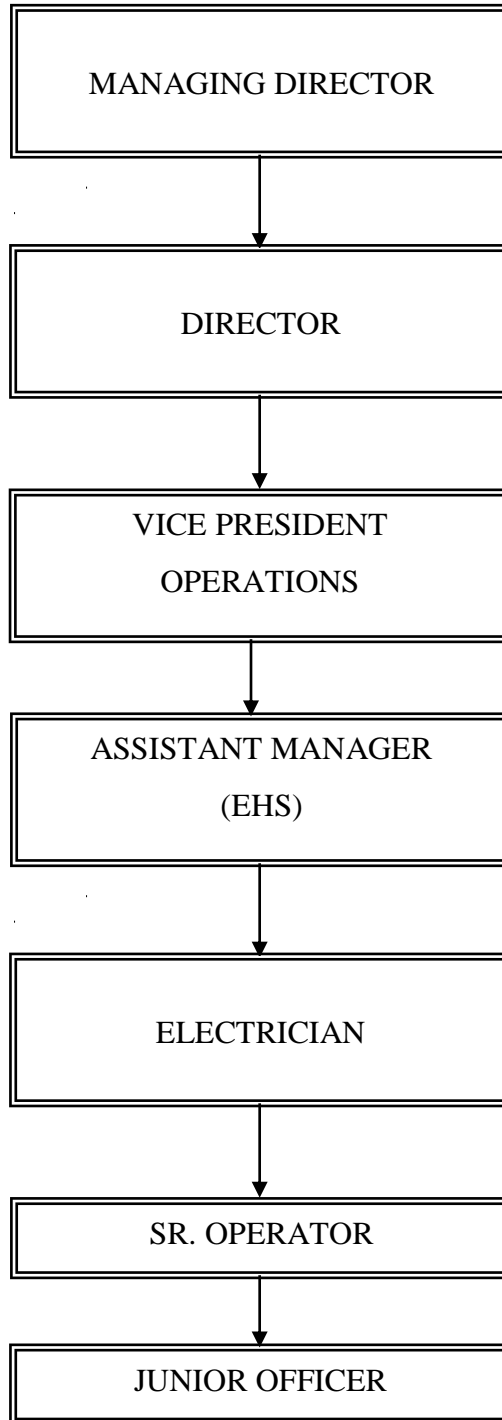 MANAGING DIRECTOR
DIRECTOR
VICE PRESIDENT
OPERATIONS
ASSISTANT MANAGER
(EHS)
ELECTRICIAN
SR. OPERATOR
JUNIOR OFFICER